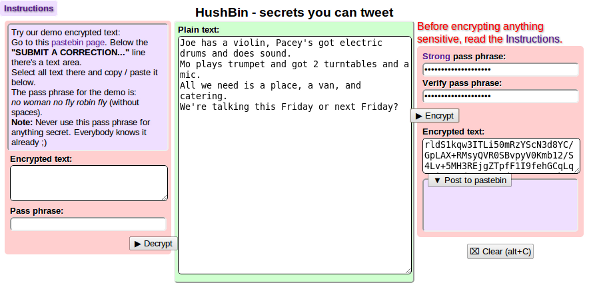 Instructions
HushBin - secrets you can tweet
Try our demo encrypted text:
Go to this pastebin page. Below the
"SUBMIT A CORRECTION..." line
there's a text area.
Select all text there and copy / paste it
below.
The pass phrase for the demo is:
no woman no fly robin fly (without
spaces).
Note: Never use this pass phrase for
anything secret. Everybody knows it
already ;)
Encrypted text:
Pass phrase:
▶ Decrypt
Plain text:
Joe has a violin, Pacey's got electric
drums and does sound.
Mo plays trumpet and got 2 turntables and a
mic.
All we need is a place, a van, and
catering.
We're talking this Friday or next Friday?
Before encrypting anything
sensitive, read the Instructions.
Strong pass phrase:
••••••••••••••••••••
Verify pass phrase:
••••••••••••••••••••
▶ Encrypt
Encrypted text:
rldS1kqw3ITLi50mRzYScN3d8YC/
GpLAX+RMsyQVR0SBvpyV0Kmb12/S
4Lv+5MH3REjgZTpfF1I9fehGCqLq
▼ Post to pastebin
⌧ Clear (alt+C)